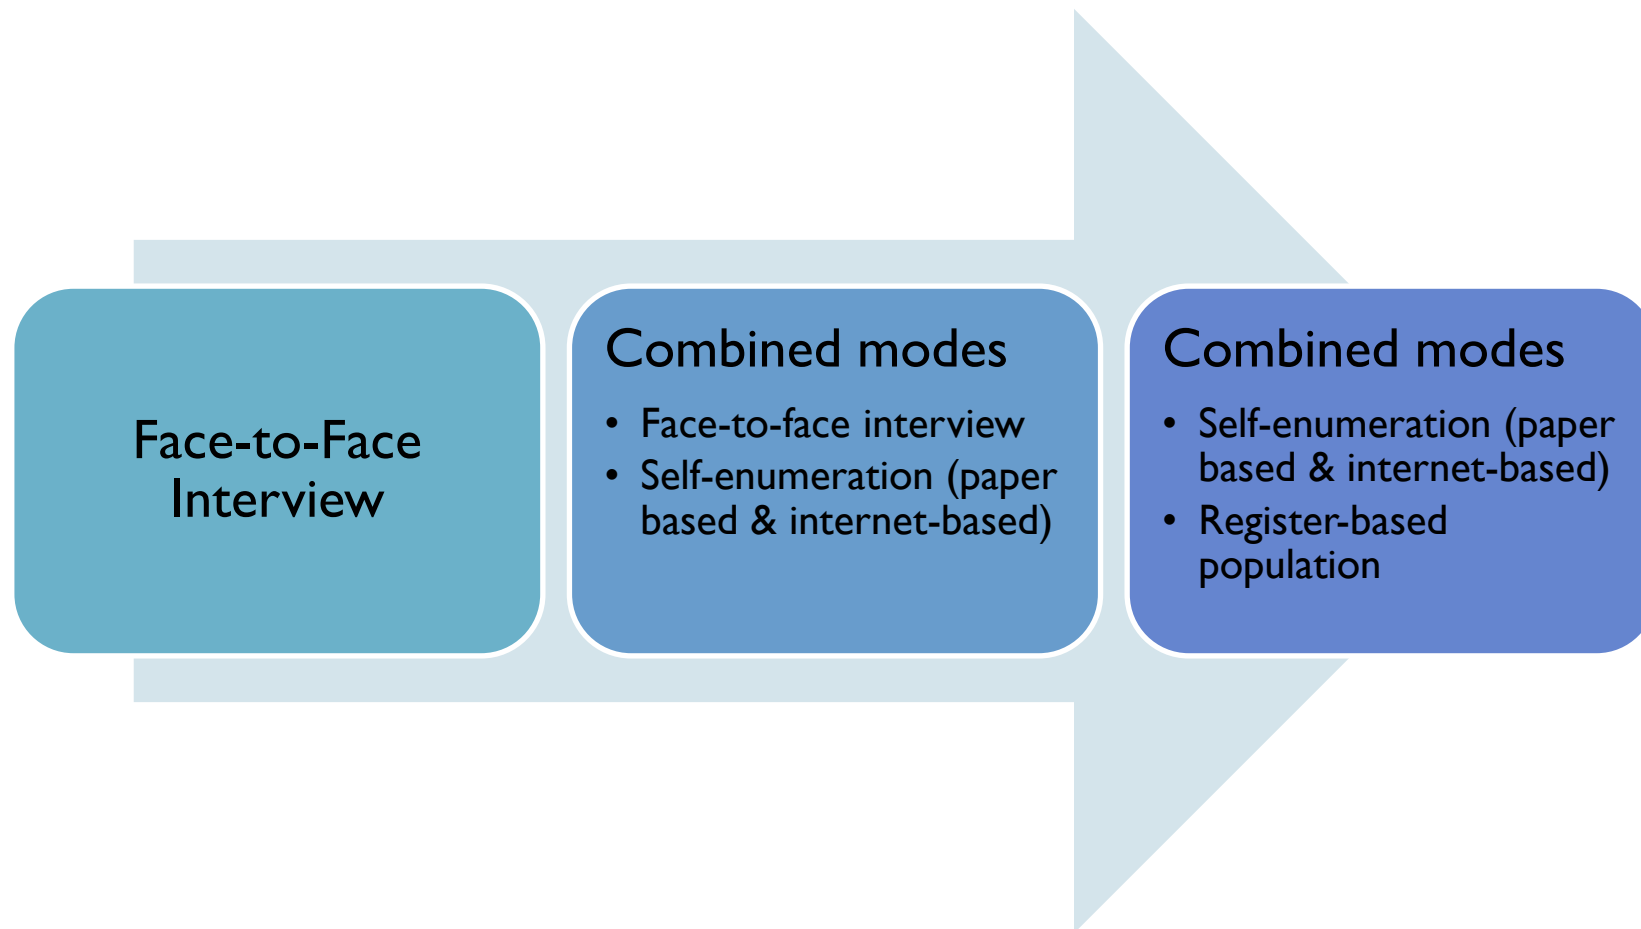 Face-to-Face
Interview
Combined modes
• Face-to-face interview
• Self-enumeration (paper
based & internet-based)
Combined modes
• Self-enumeration (paper
based & internet-based)
• Register-based
population